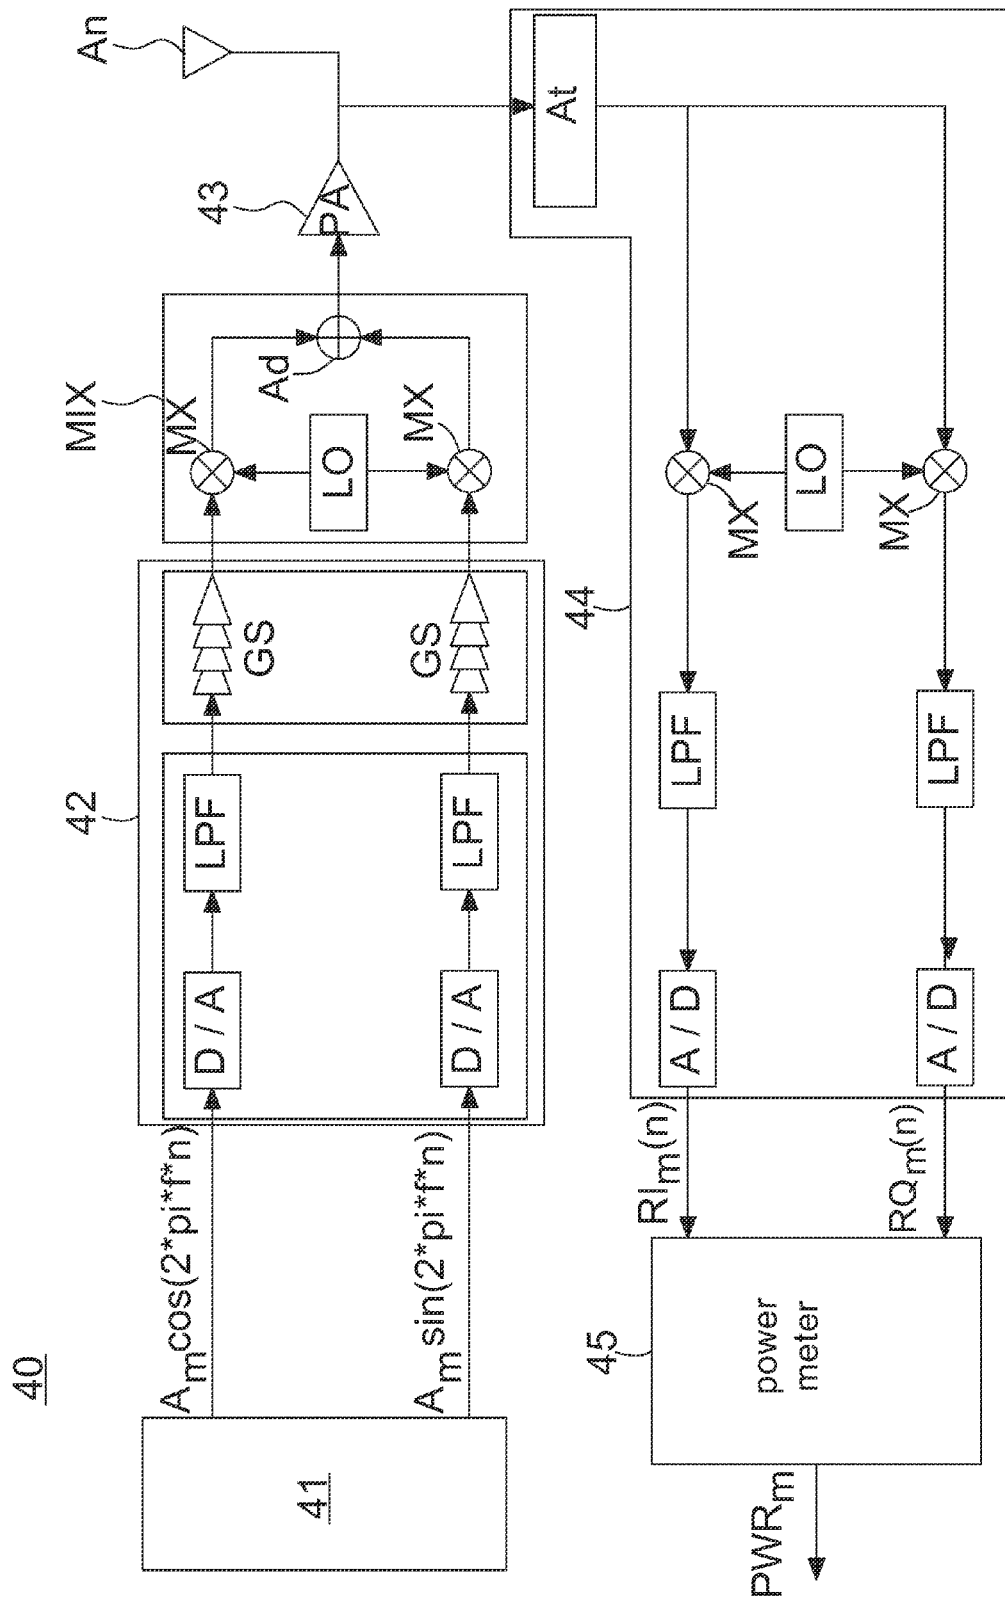 40
41
A_m cos(2*pi*f*n)
A_m sin(2*pi*f*n)
42
D / A
LPF
GS
D / A
LPF
GS
MIX
MX
LO
MX
Ad
43
PA
An
44
At
MX
LO
MX
LPF
LPF
A / D
A / D
RI_m(n)
RQ_m(n)
45
power
meter
PWR_m